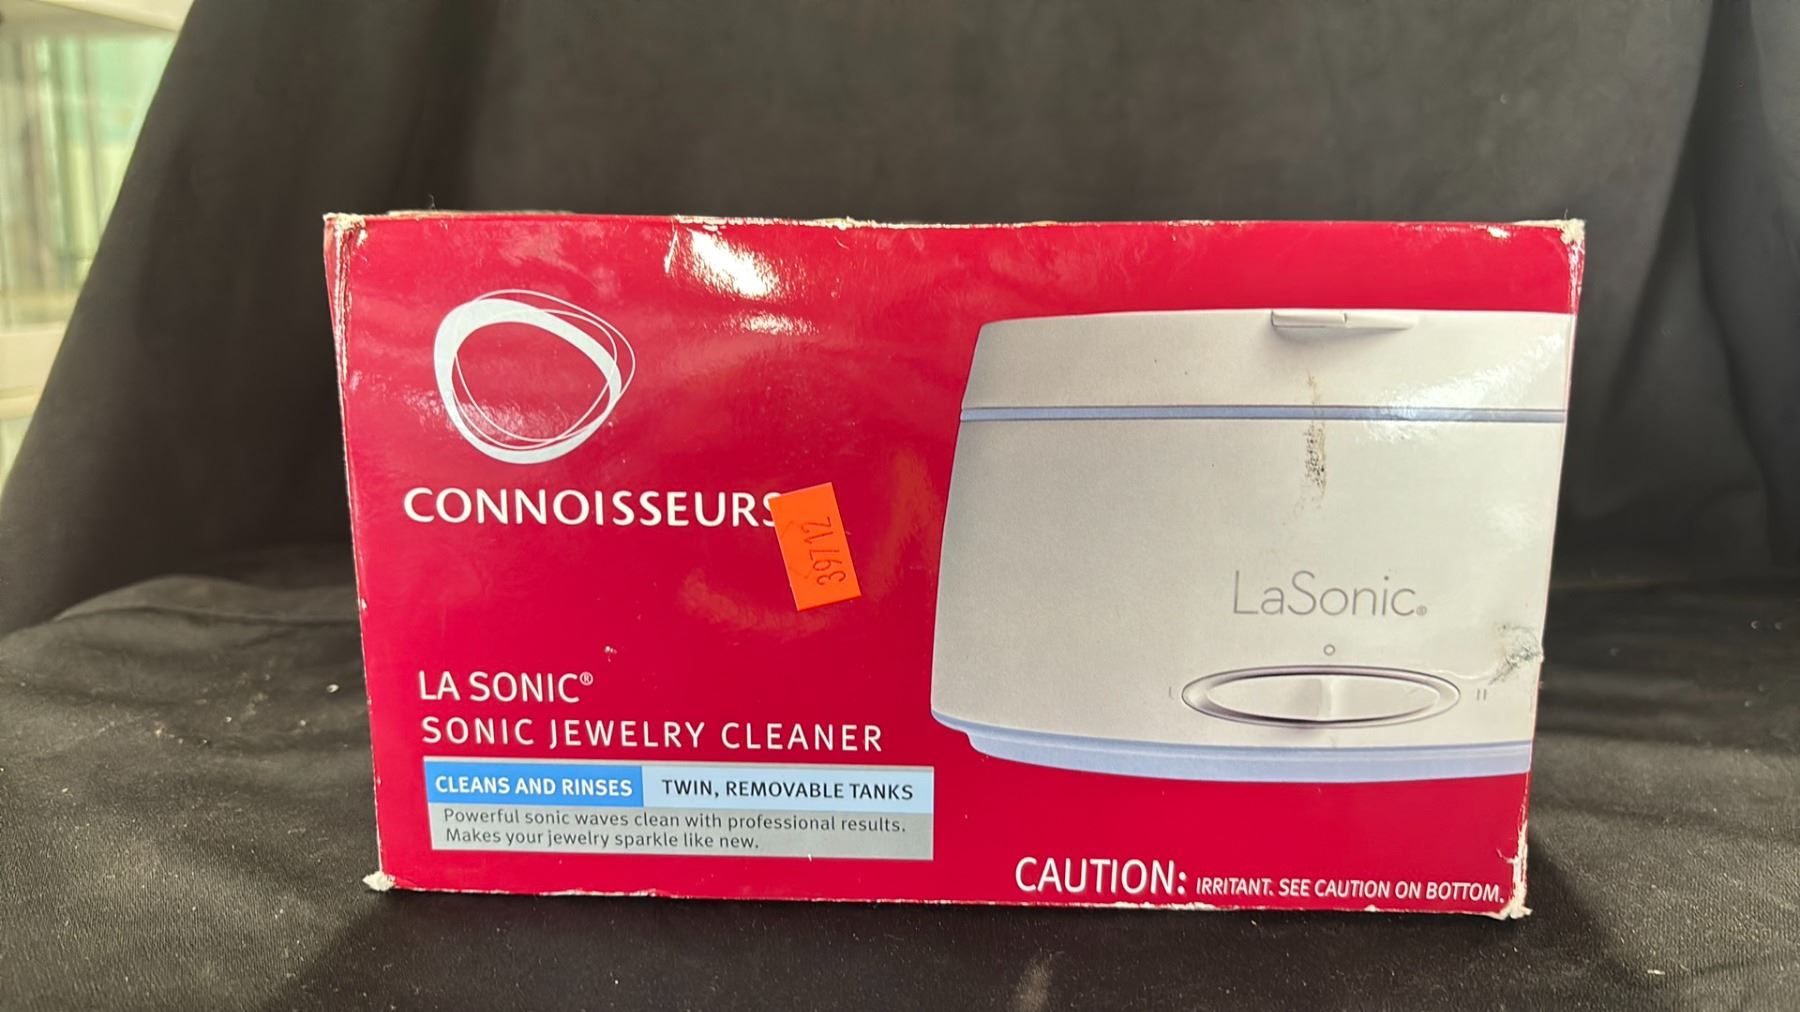 CONNOISSEURS
39712
LA SONIC®
SONIC JEWELRY CLEANER
CLEANS AND RINSES TWIN, REMOVABLE TANKS
Powerful sonic waves clean with professional results.
Makes your jewelry sparkle like new.
LaSonic®
I II
CAUTION: IRRITANT. SEE CAUTION ON BOTTOM.